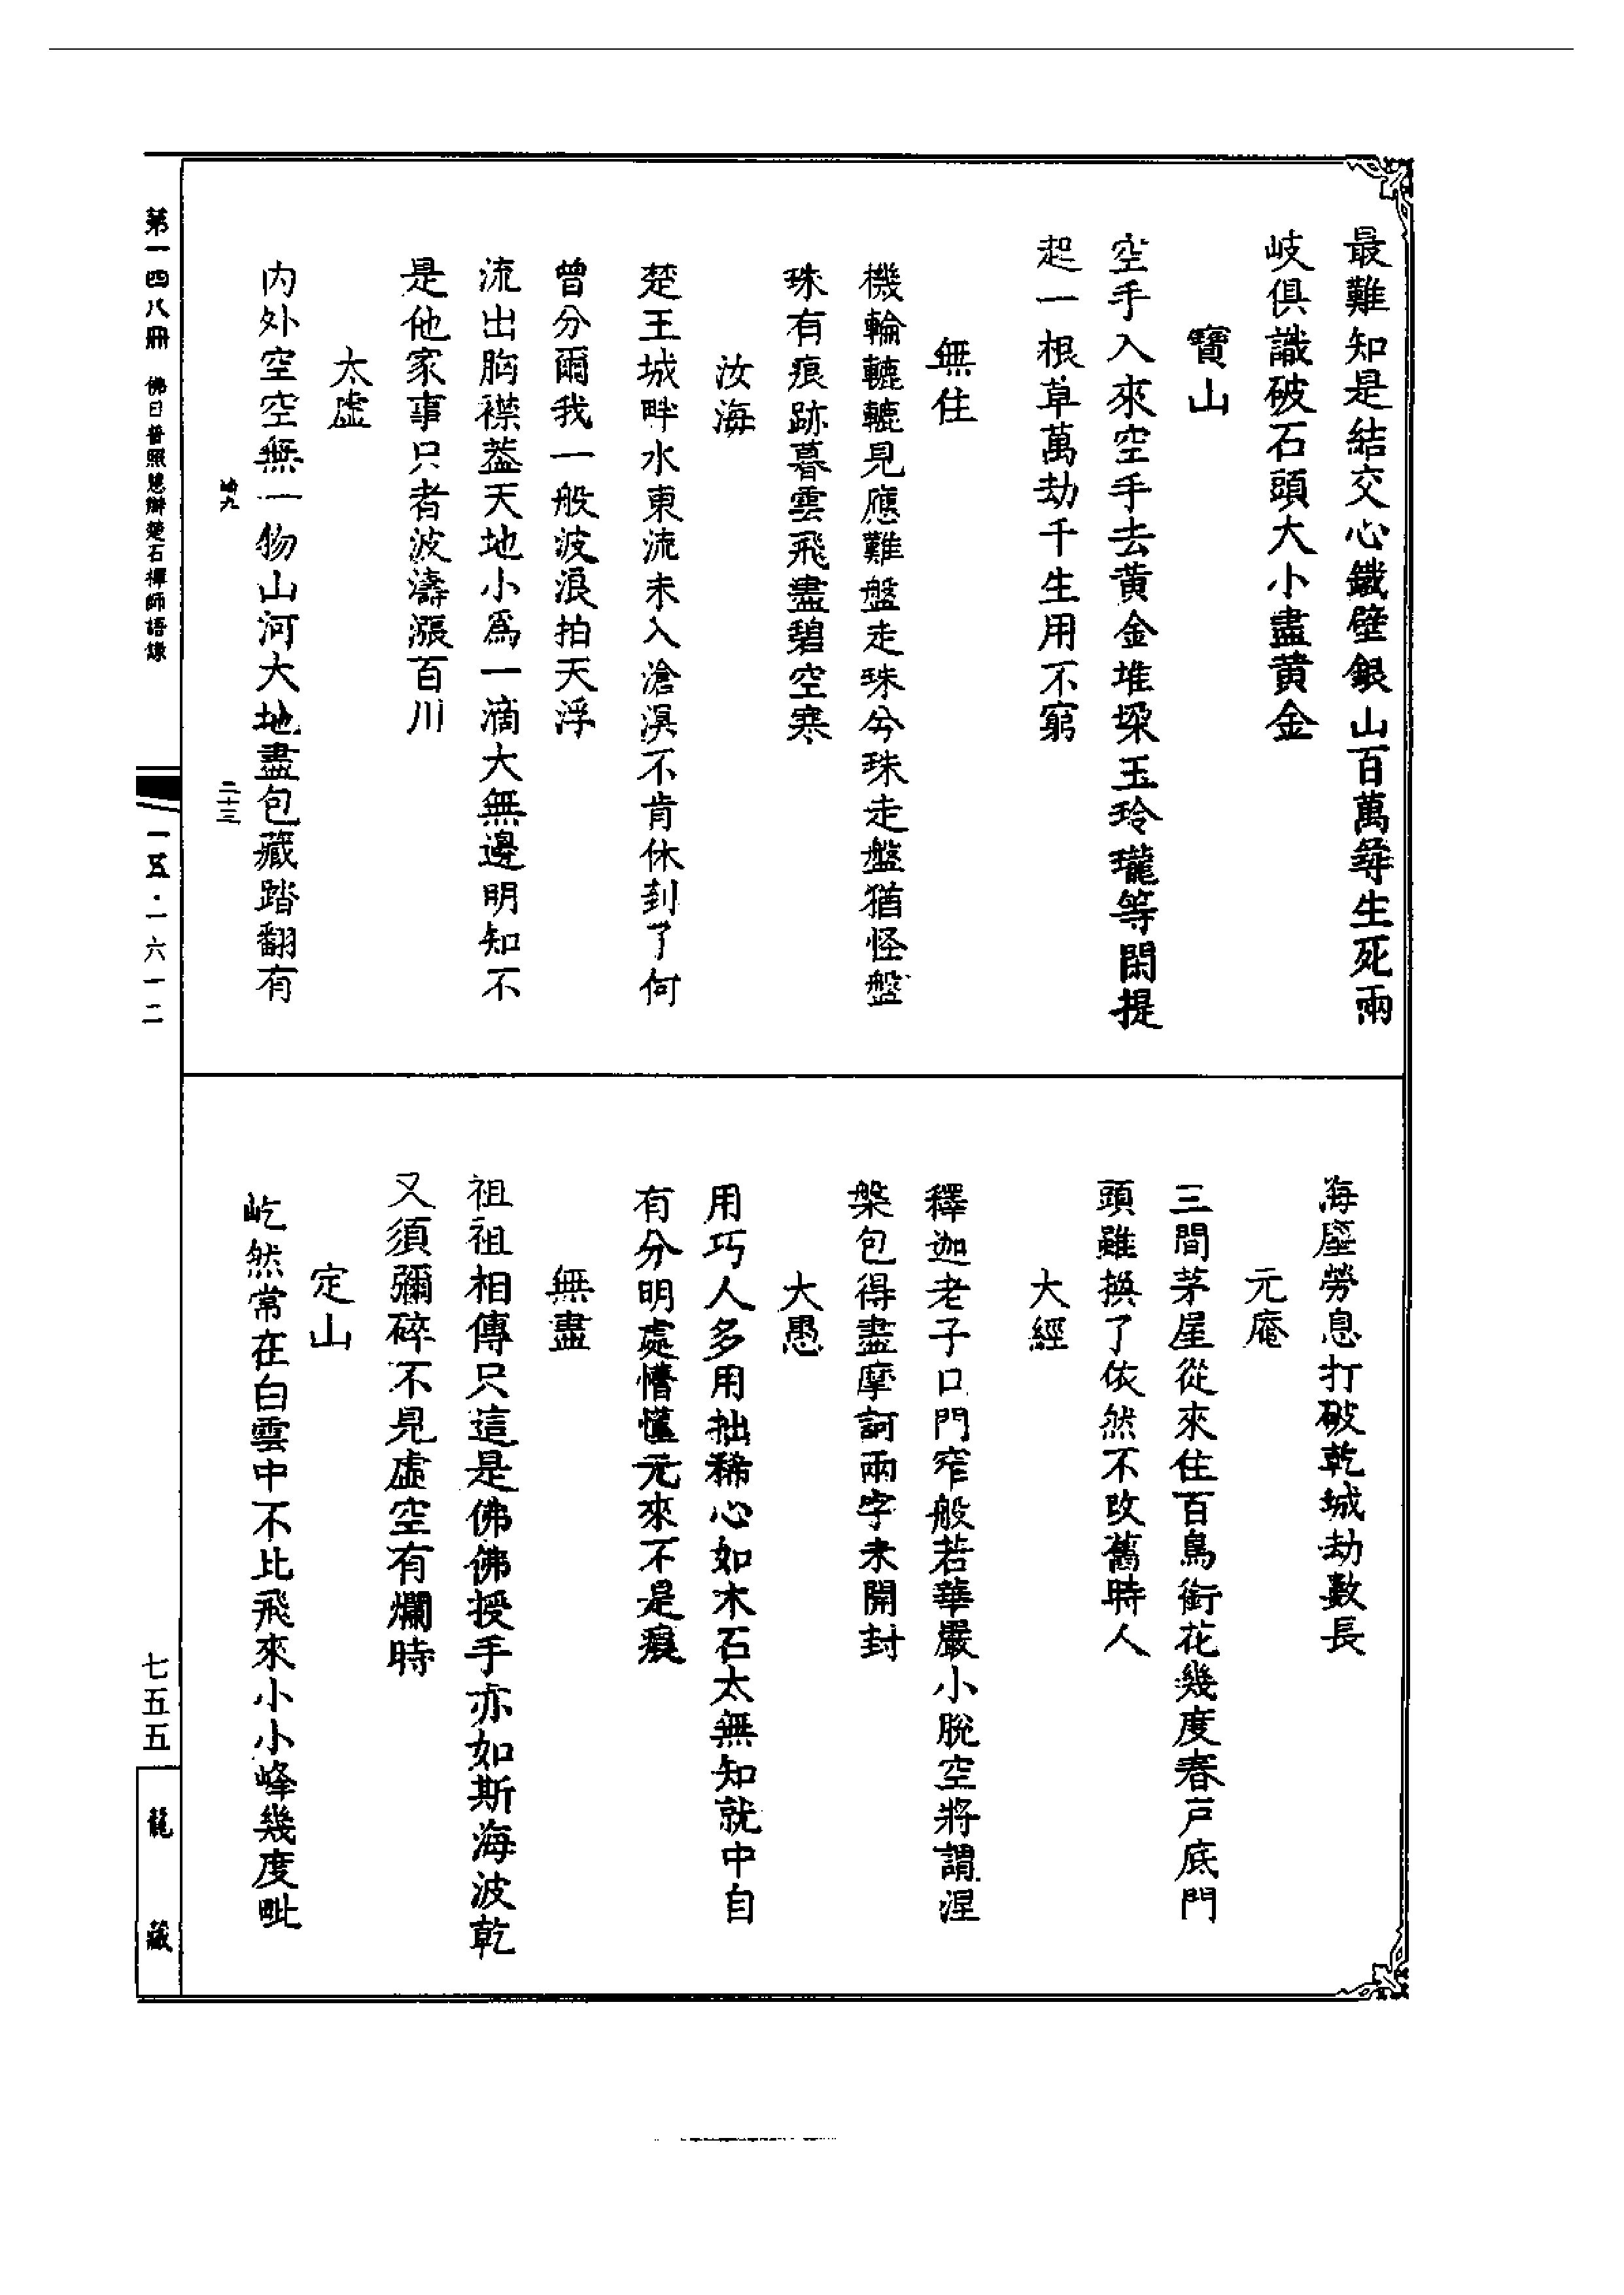 最難知是結交心鐵壁銀山百萬尋生死兩
岐俱識破石頭大小盡黃金
寶山
空手入來空手去黃金堆垜玉玲瓏等閑提
起一根草萬劫千生用不窮
無住
機輪轆轆見應難盤走珠兮珠走盤猶怪盤
珠有痕跡暮雲飛盡碧空寒
汝海
楚王城畔水東流未入滄溟不肯休到了何
曾分爾我一般波浪拍天浮
流出胸襟葢天地小爲一滴大無邊明知不
是他家事只者波濤漲百川
太虛
内外空空無一物山河大地盡包藏踏翻有
三十三
海塵勞息打破乾城劫數長
元庵
三間茅屋從來住百鳥銜花幾度春戸底門
頭雖換了依然不改舊時人
大經
釋迦老子口門窄般若華嚴小脫空將謂涅
槃包得盡摩訶兩字未開封
大愚
用巧人多用拙稀心如木石太無知就中自
有分明處懵懂元來不是癡
無盡
祖祖相傳只這是佛佛授手亦如斯海波乾
又須彌碎不見虛空有爛時
定山
屹然常在白雲中不比飛來小小峰幾度毗
第一四八冊 佛日普照慧辯楚石禪師語錄
一五·一六一二
七五五
龍藏